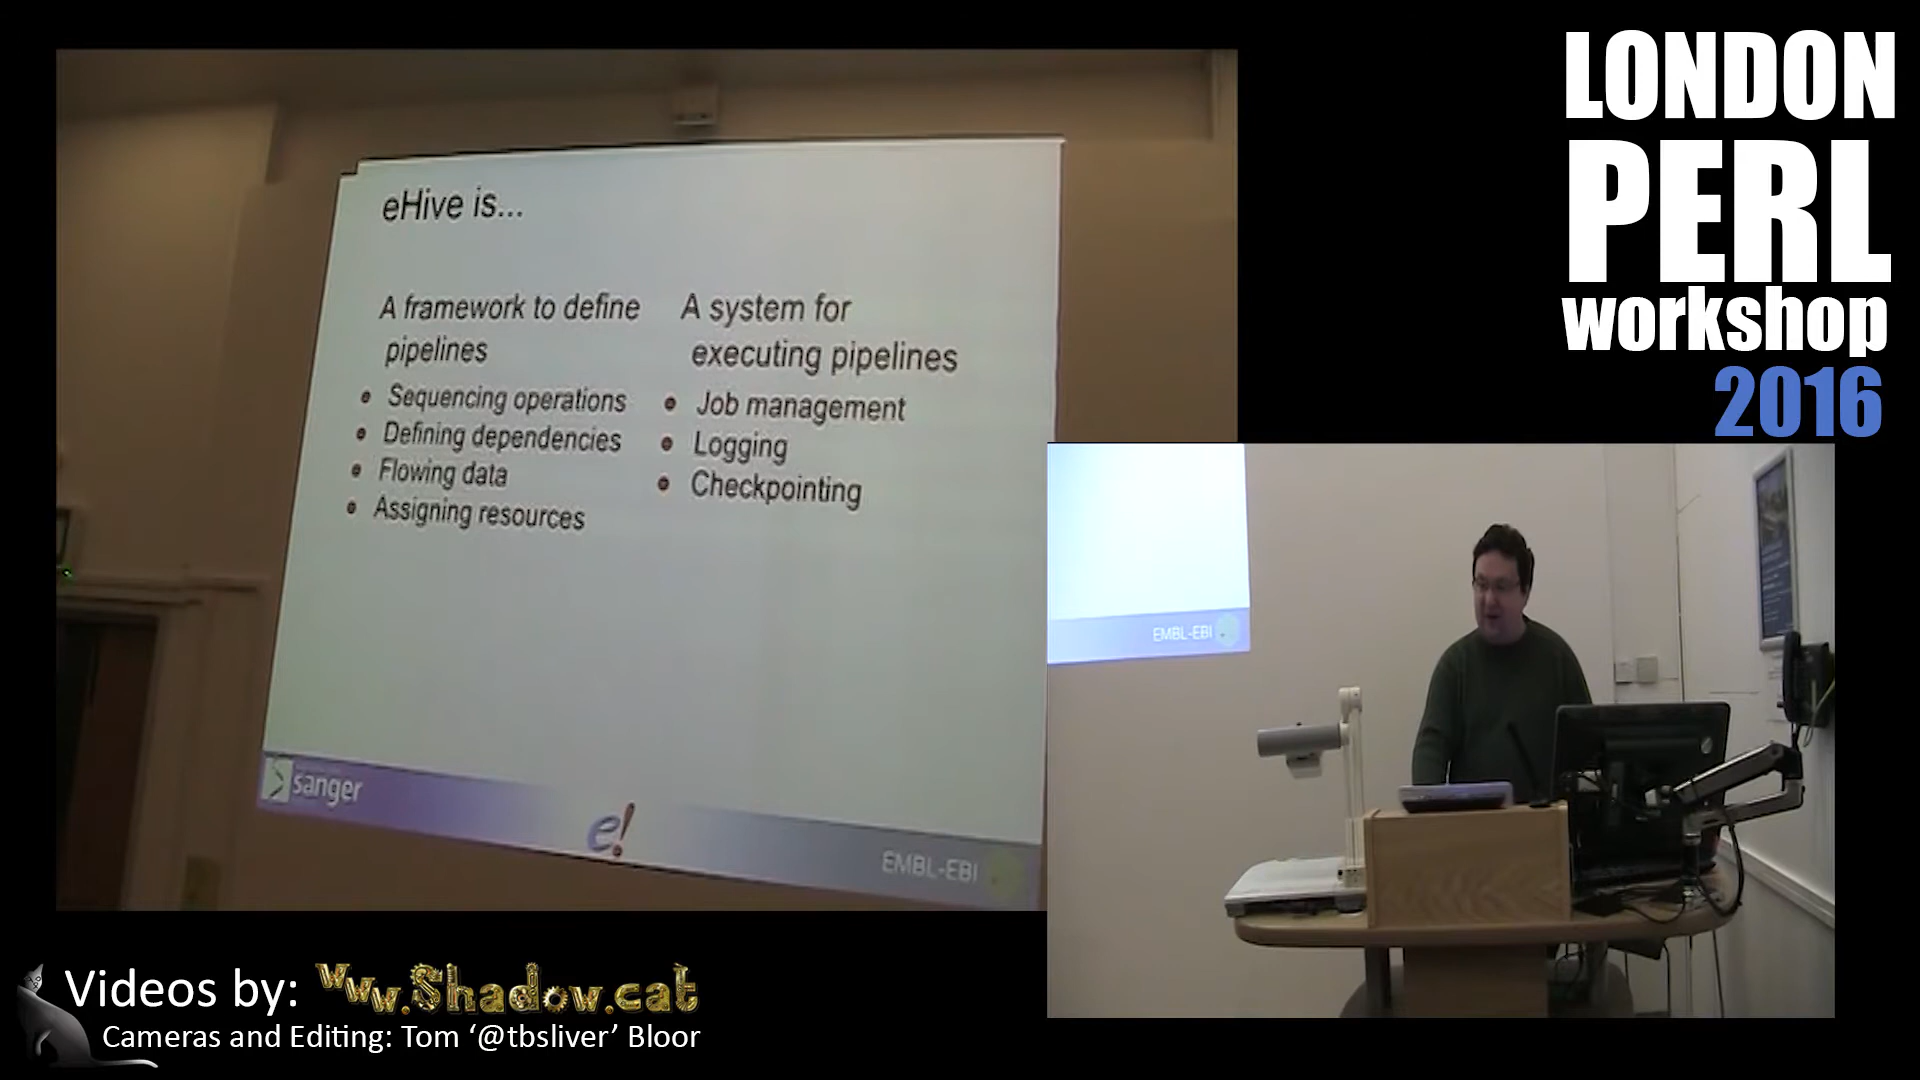 LONDON
PERL
workshop
2016
eHive is...
A framework to define
pipelines
• Sequencing operations
• Defining dependencies
• Flowing data
• Assigning resources
A system for
executing pipelines
• Job management
• Logging
• Checkpointing
sanger
e!
EMBL-EBI
EMBL-EBI
Videos by: www.Shadow.cat
Cameras and Editing: Tom ‘@tbsliver’ Bloor